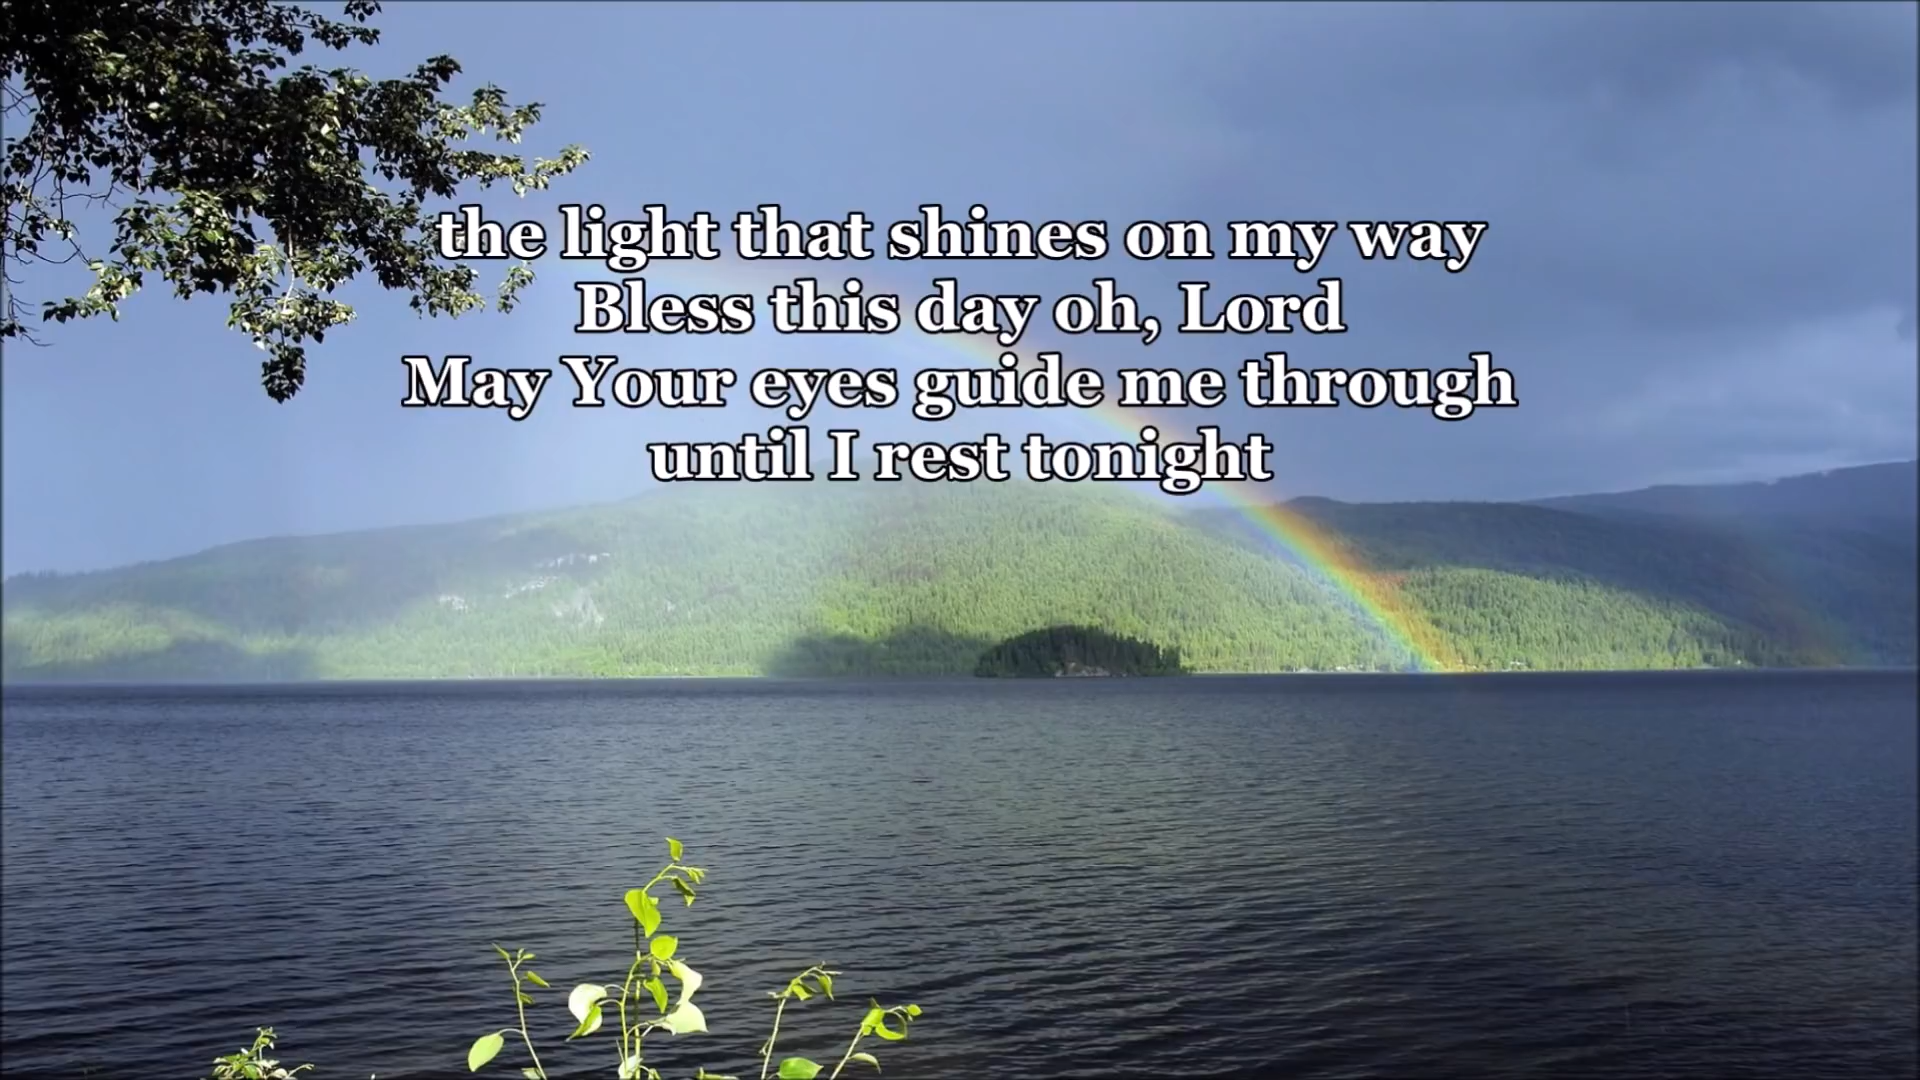 the light that shines on my way
Bless this day oh, Lord
May Your eyes guide me through
until I rest tonight